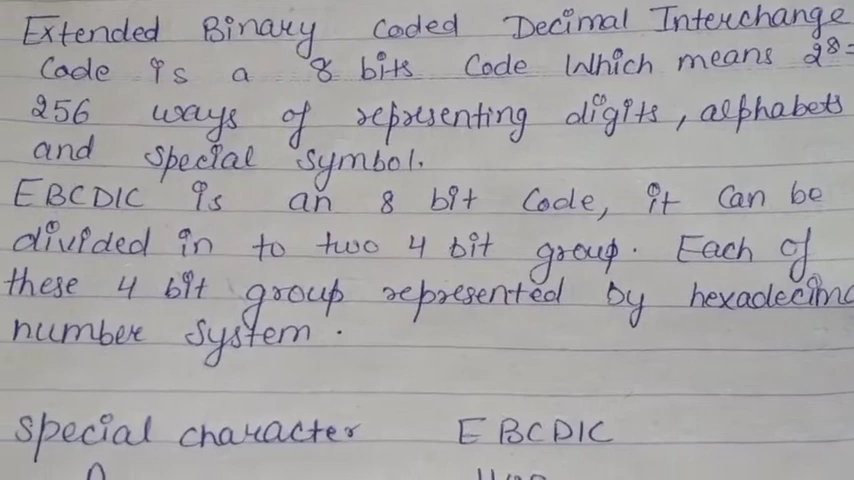 Extended Binary Coded Decimal Interchange
Code is a 8 bits Code Which means 2⁸=
256 ways of representing digits, alphabets
and special symbol.
EBCDIC is an 8 bit Code, it Can be
divided in to two 4 bit group. Each of
these 4 bit group represented by hexadecima
number system.
special character EBCDIC